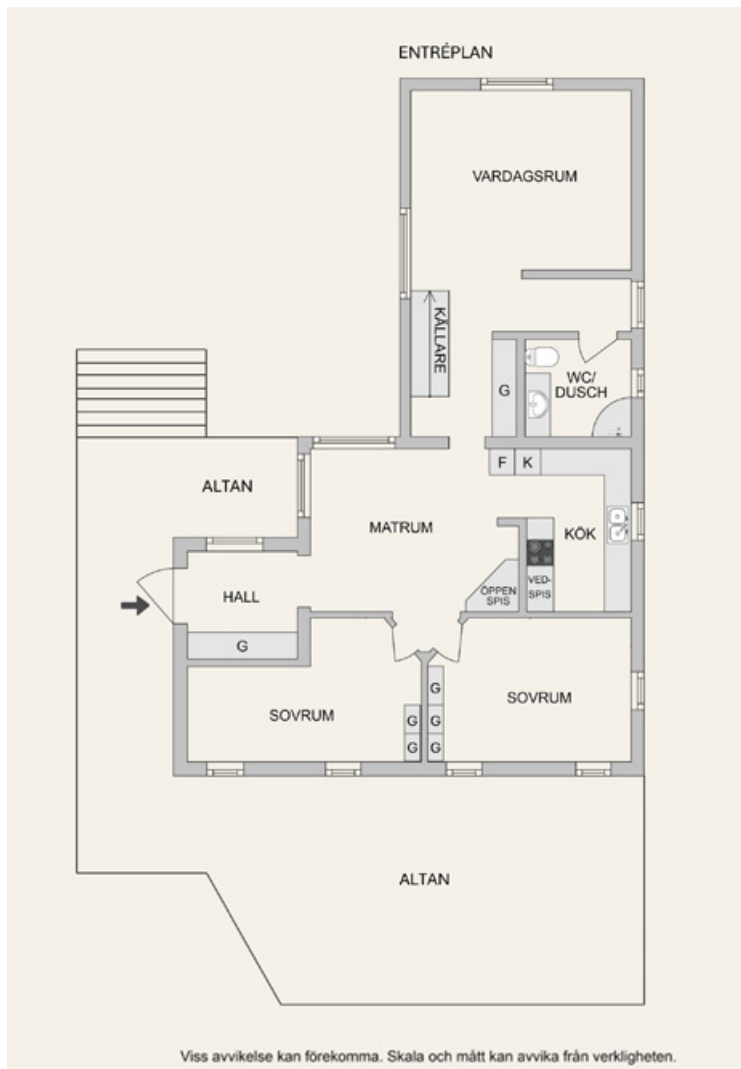 ENTRÉPLAN
VARDAGSRUM
KÄLLARE
G
WC/
DUSCH
F K
ALTAN
MATRUM
KÖK
HALL
ÖPPEN
SPIS
VED-
SPIS
G
SOVRUM
G
G
G
G
G
SOVRUM
ALTAN
Viss avvikelse kan förekomma. Skala och mått kan avvika från verkligheten.